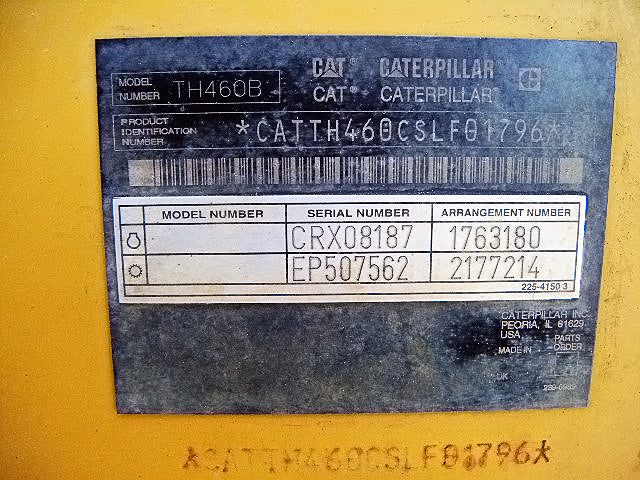 CAT® CATERPILLAR
MODEL NUMBER TH460B
CAT® CATERPILLAR
PRODUCT IDENTIFICATION NUMBER *CATTH460CSLF01796*
MODEL NUMBER SERIAL NUMBER ARRANGEMENT NUMBER
CRX08187 1763180
EP507562 2177214
225-4150 3
CATERPILLAR INC.
PEORIA, IL 61629
USA
MADE IN PARTS ORDER
UK
*CATTH460CSLF01796*